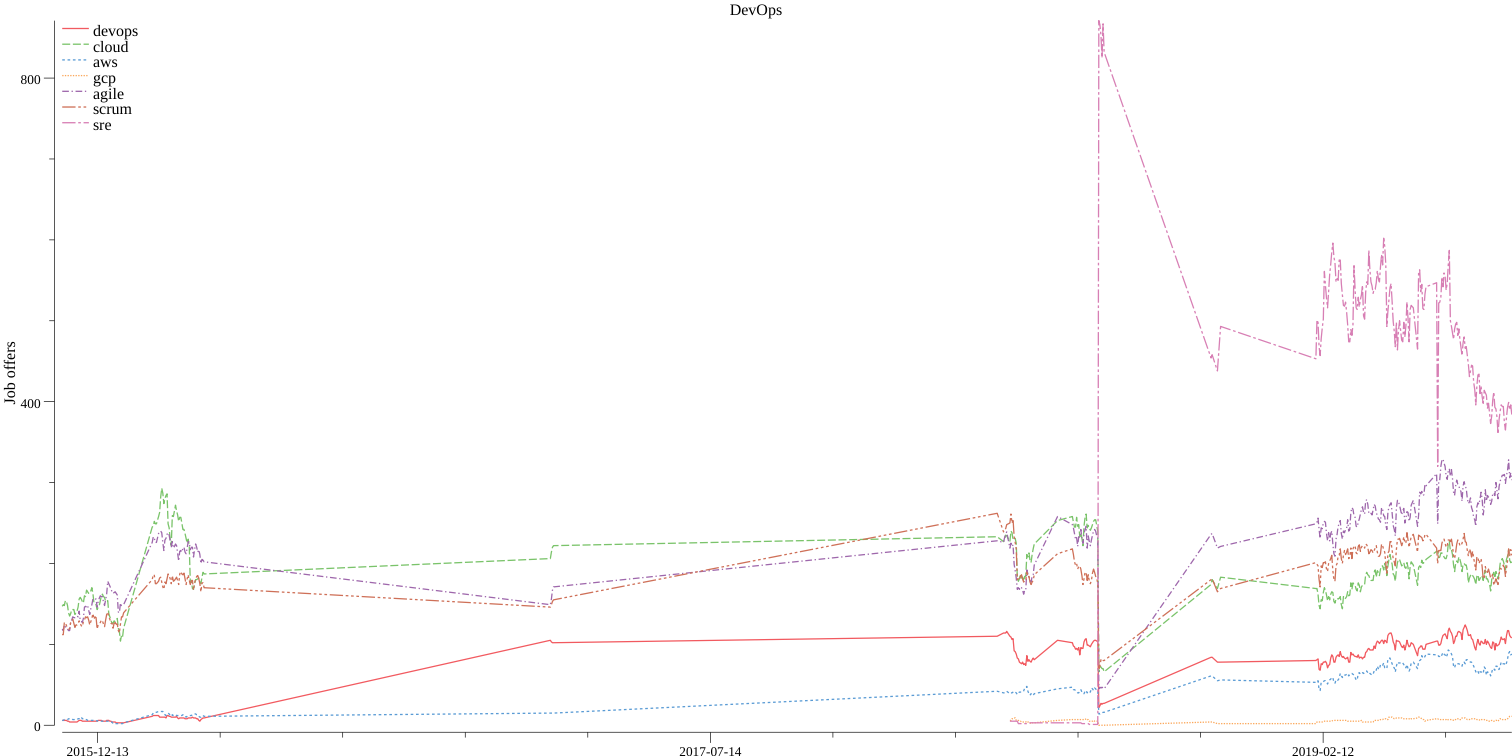 DevOps
devops
cloud
aws
gcp
agile
scrum
sre
800
400
0
Job offers
2015-12-13
2017-07-14
2019-02-12